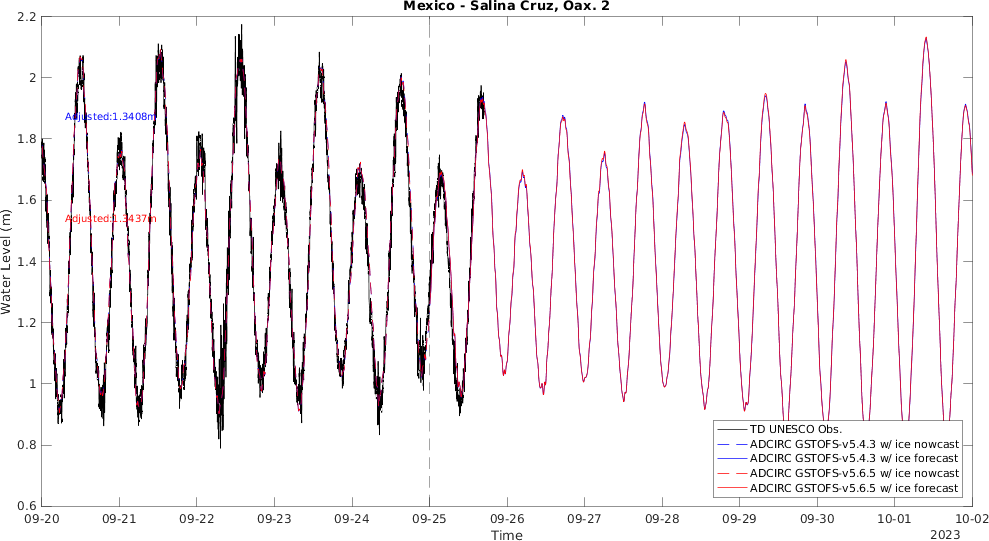 Mexico - Salina Cruz, Oax. 2
2.2
2
1.8
1.6
1.4
1.2
1
0.8
0.6
Water Level (m)
Adjusted:1.3408m
Adjusted:1.3437m
TD UNESCO Obs.
ADCIRC GSTOFS-v5.4.3 w/ ice nowcast
ADCIRC GSTOFS-v5.4.3 w/ ice forecast
ADCIRC GSTOFS-v5.6.5 w/ ice nowcast
ADCIRC GSTOFS-v5.6.5 w/ ice forecast
09-20 09-21 09-22 09-23 09-24 09-25 09-26 09-27 09-28 09-29 09-30 10-01 10-02
Time
2023